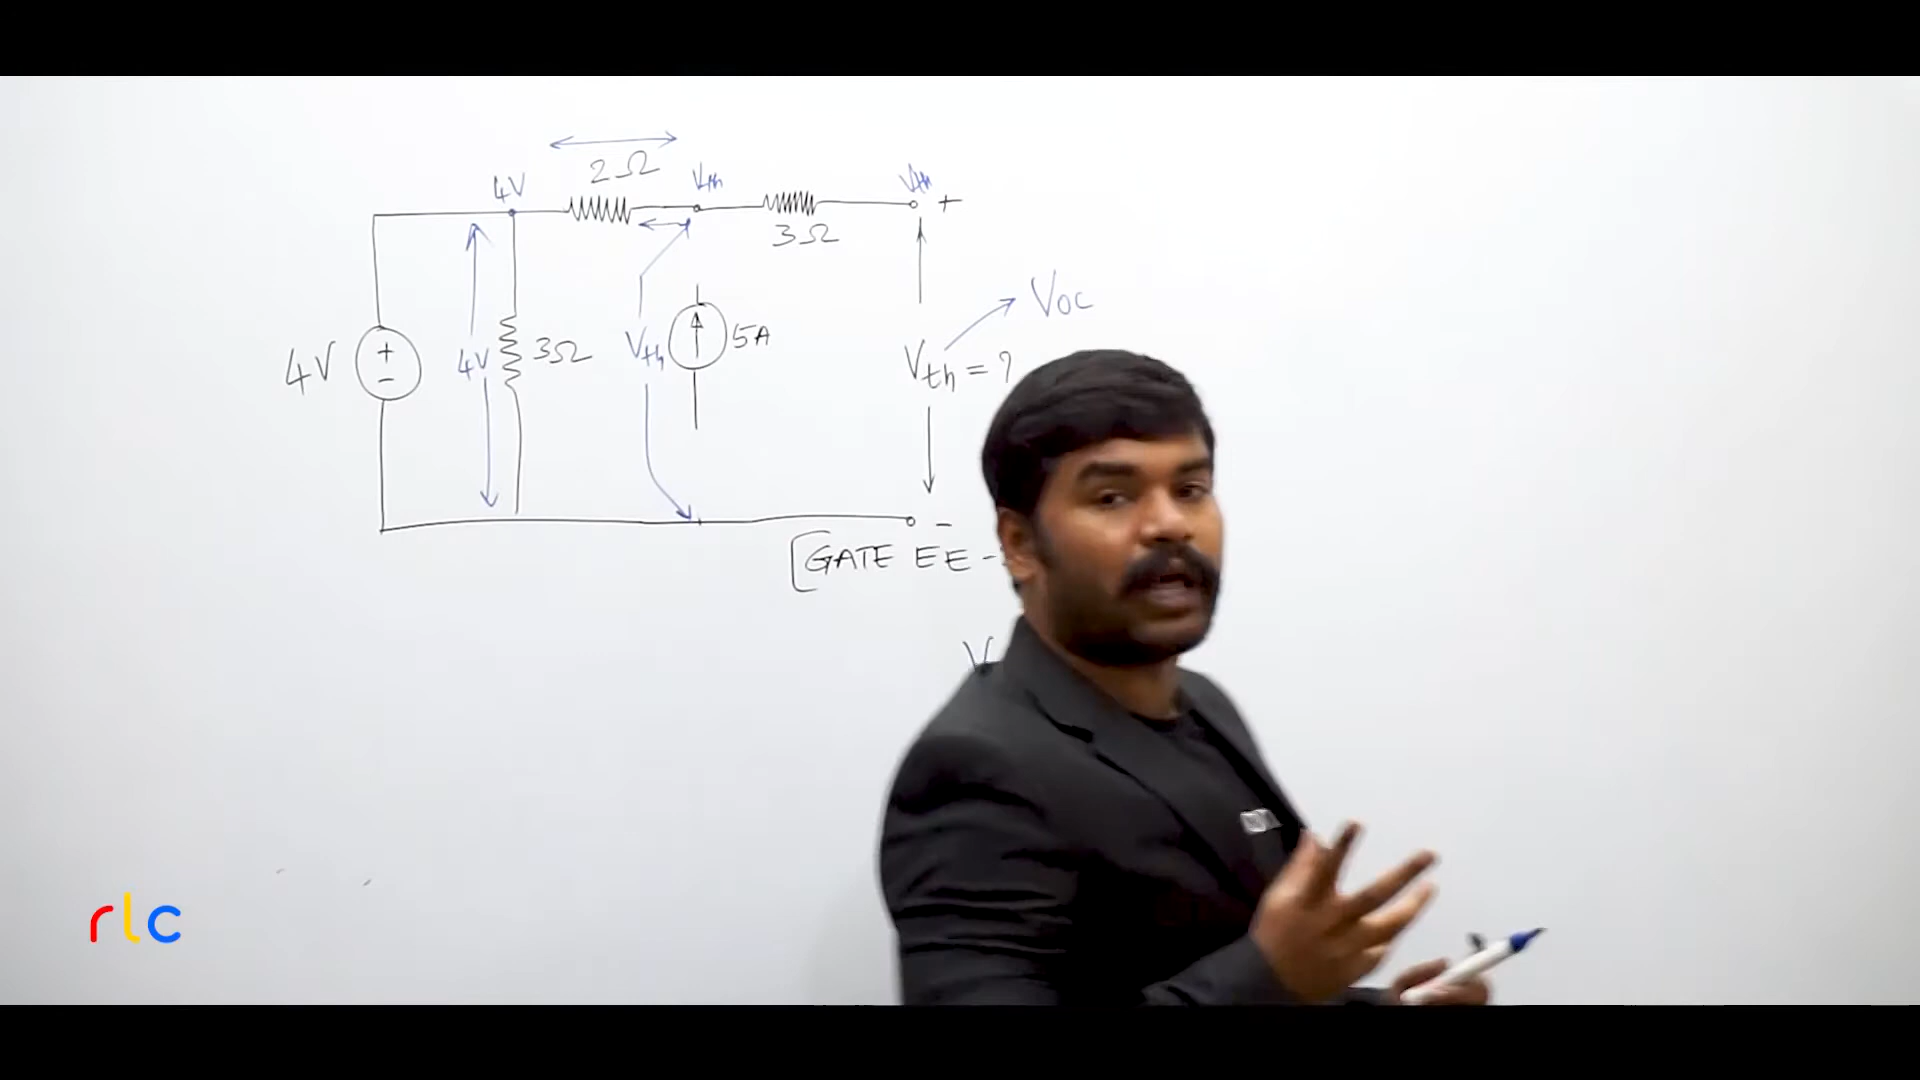 2Ω
4V
Vth
Vth
+
3Ω
Voc
4V
+
-
4V
3Ω
Vth
5A
Vth = ?
-
[GATE EE -
V
rlc